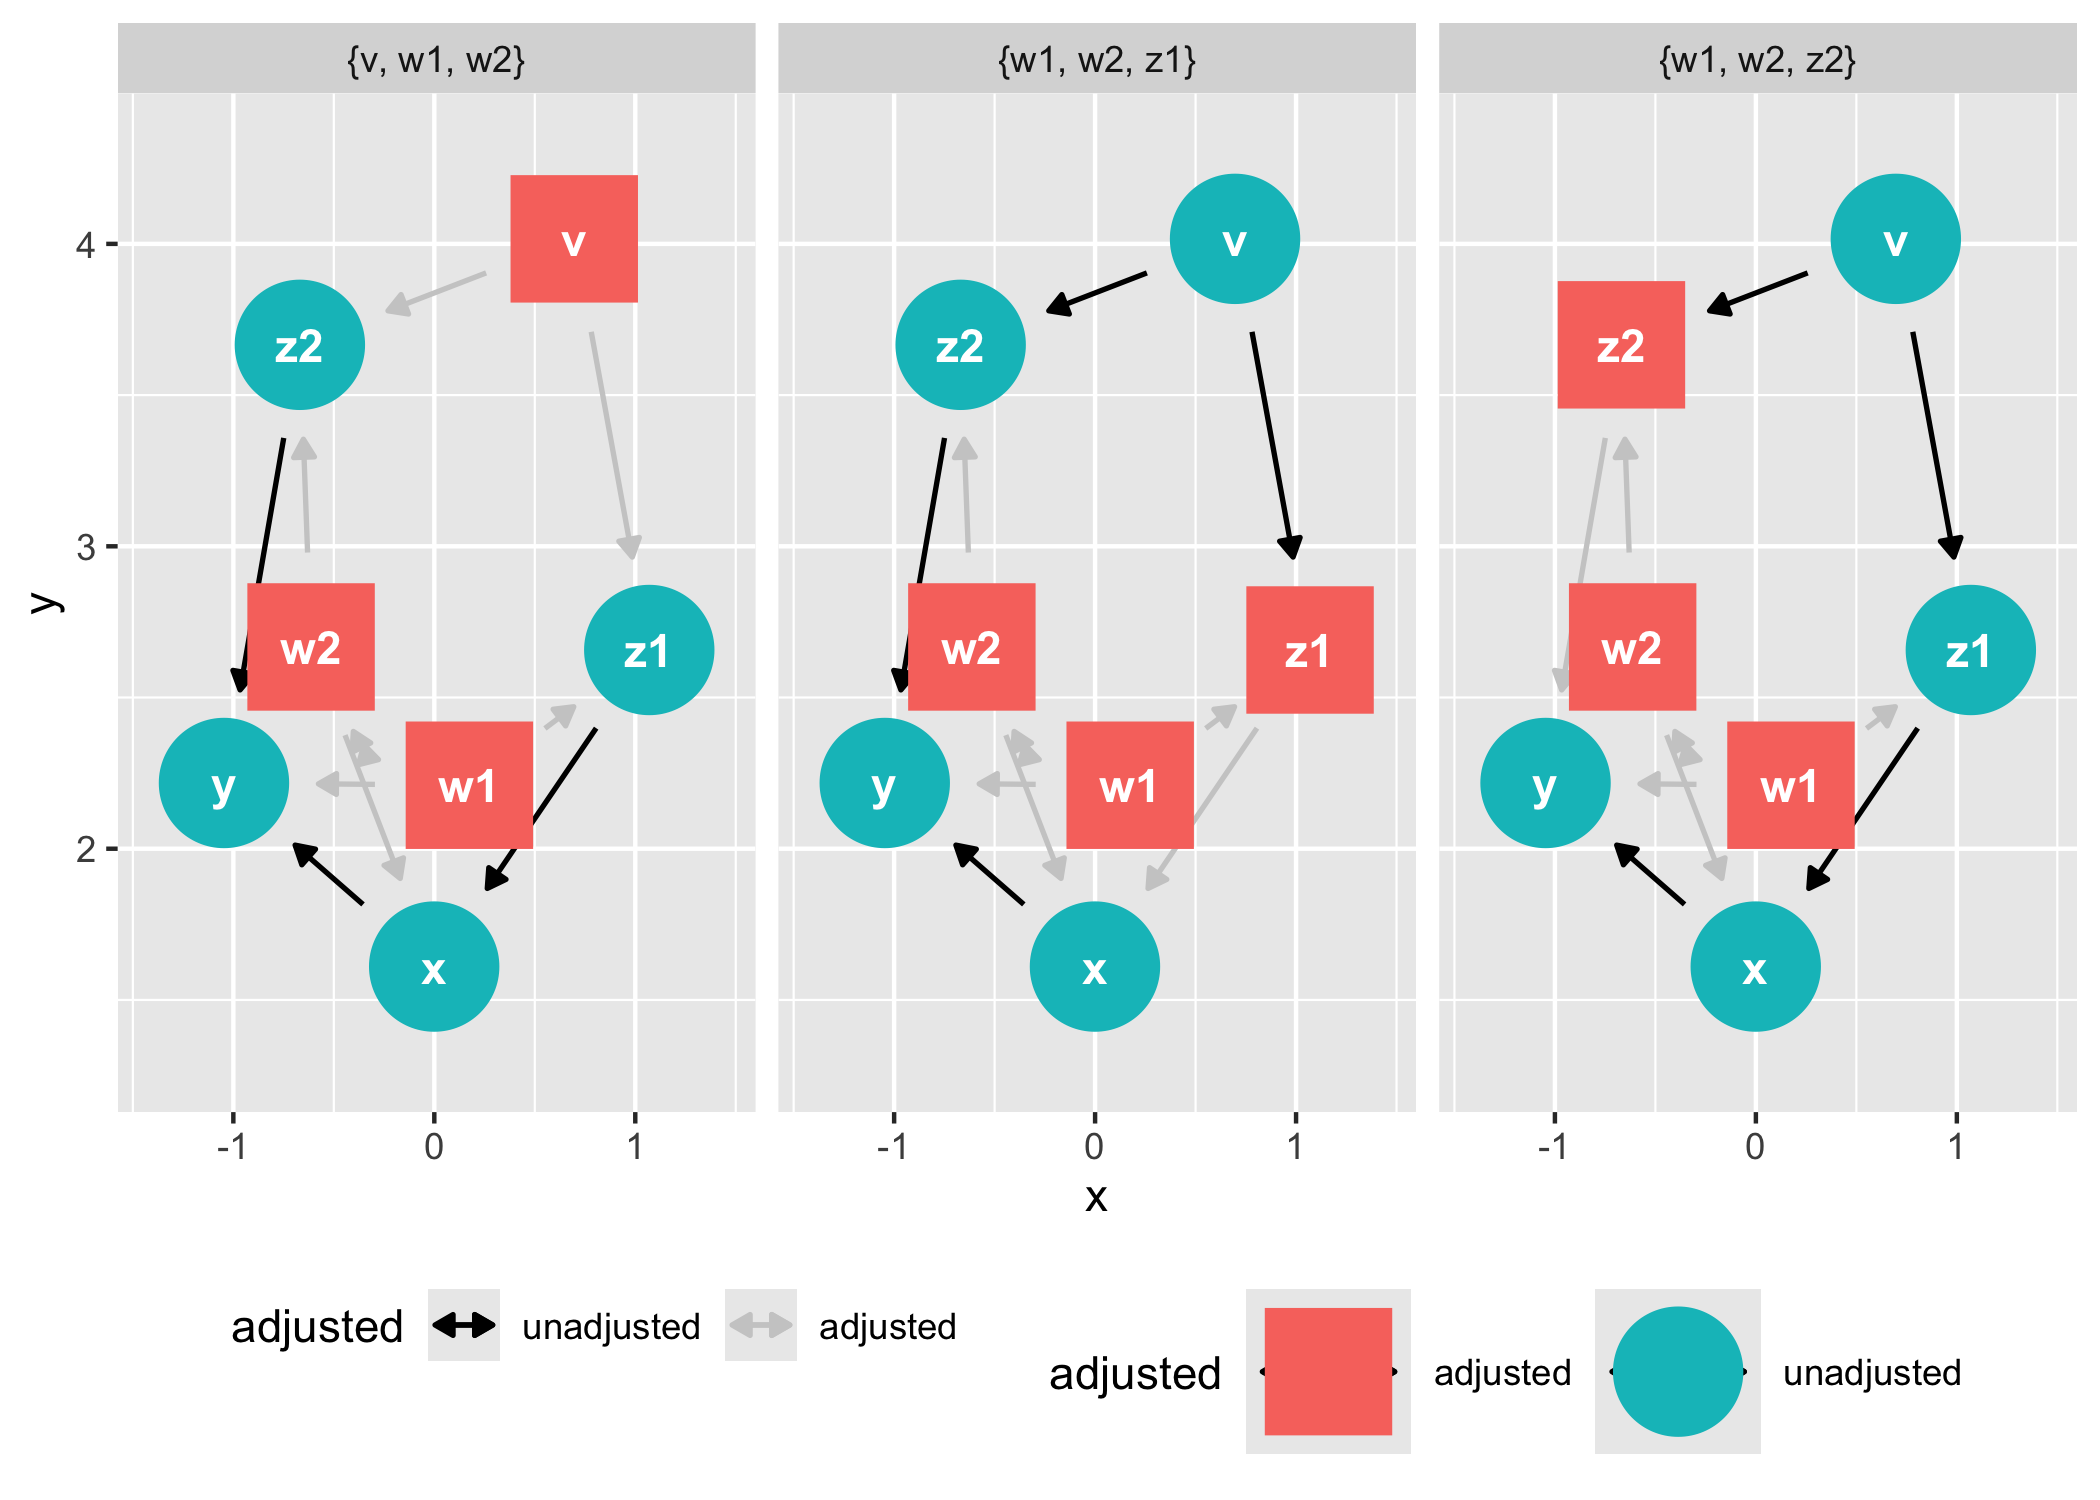 {v, w1, w2}
{w1, w2, z1}
{w1, w2, z2}
y
4
3
2
v
z2
w2
z1
w1
y
x
v
z2
w2
z1
w1
y
x
v
z2
w2
z1
w1
y
x
-1 0 1
-1 0 1
-1 0 1
x
adjusted unadjusted adjusted
adjusted adjusted unadjusted